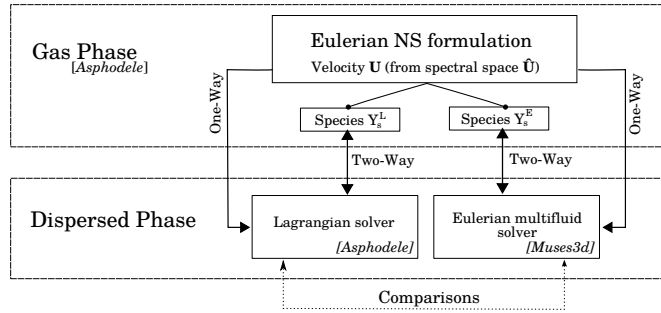 Gas Phase
[Asphodele]
Eulerian NS formulation
Velocity U (from spectral space Û)
One-Way
One-Way
Species Y_s^L
Species Y_s^E
Two-Way
Two-Way
Dispersed Phase
Lagrangian solver
[Asphodele]
Eulerian multifluid
solver
[Muses3d]
Comparisons